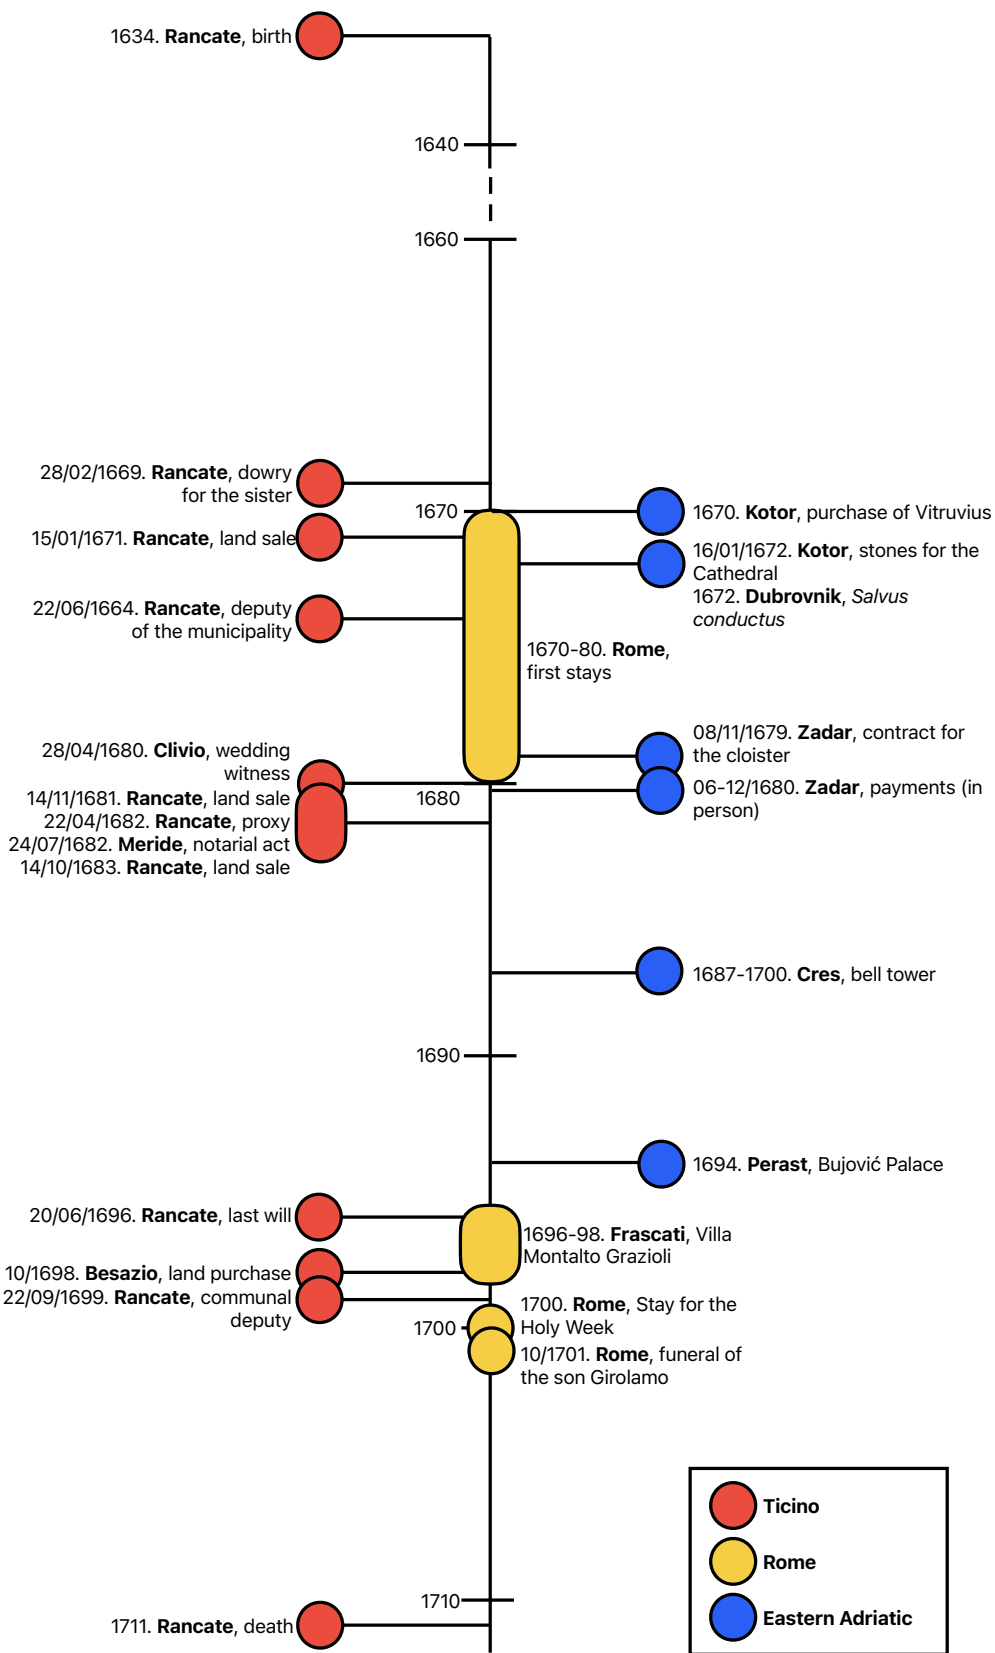 1634. Rancate, birth
1640
1660
28/02/1669. Rancate, dowry
for the sister
1670
1670. Kotor, purchase of Vitruvius
15/01/1671. Rancate, land sale
16/01/1672. Kotor, stones for the
Cathedral
1672. Dubrovnik, Salvus
conductus
22/06/1664. Rancate, deputy
of the municipality
1670-80. Rome,
first stays
08/11/1679. Zadar, contract for
the cloister
28/04/1680. Clivio, wedding
witness
06-12/1680. Zadar, payments (in
person)
1680
14/11/1681. Rancate, land sale
22/04/1682. Rancate, proxy
24/07/1682. Meride, notarial act
14/10/1683. Rancate, land sale
1687-1700. Cres, bell tower
1690
1694. Perast, Bujović Palace
20/06/1696. Rancate, last will
1696-98. Frascati, Villa
Montalto Grazioli
10/1698. Besazio, land purchase
22/09/1699. Rancate, communal
deputy
1700. Rome, Stay for the
Holy Week
1700
10/1701. Rome, funeral of
the son Girolamo
1710
1711. Rancate, death
Ticino
Rome
Eastern Adriatic